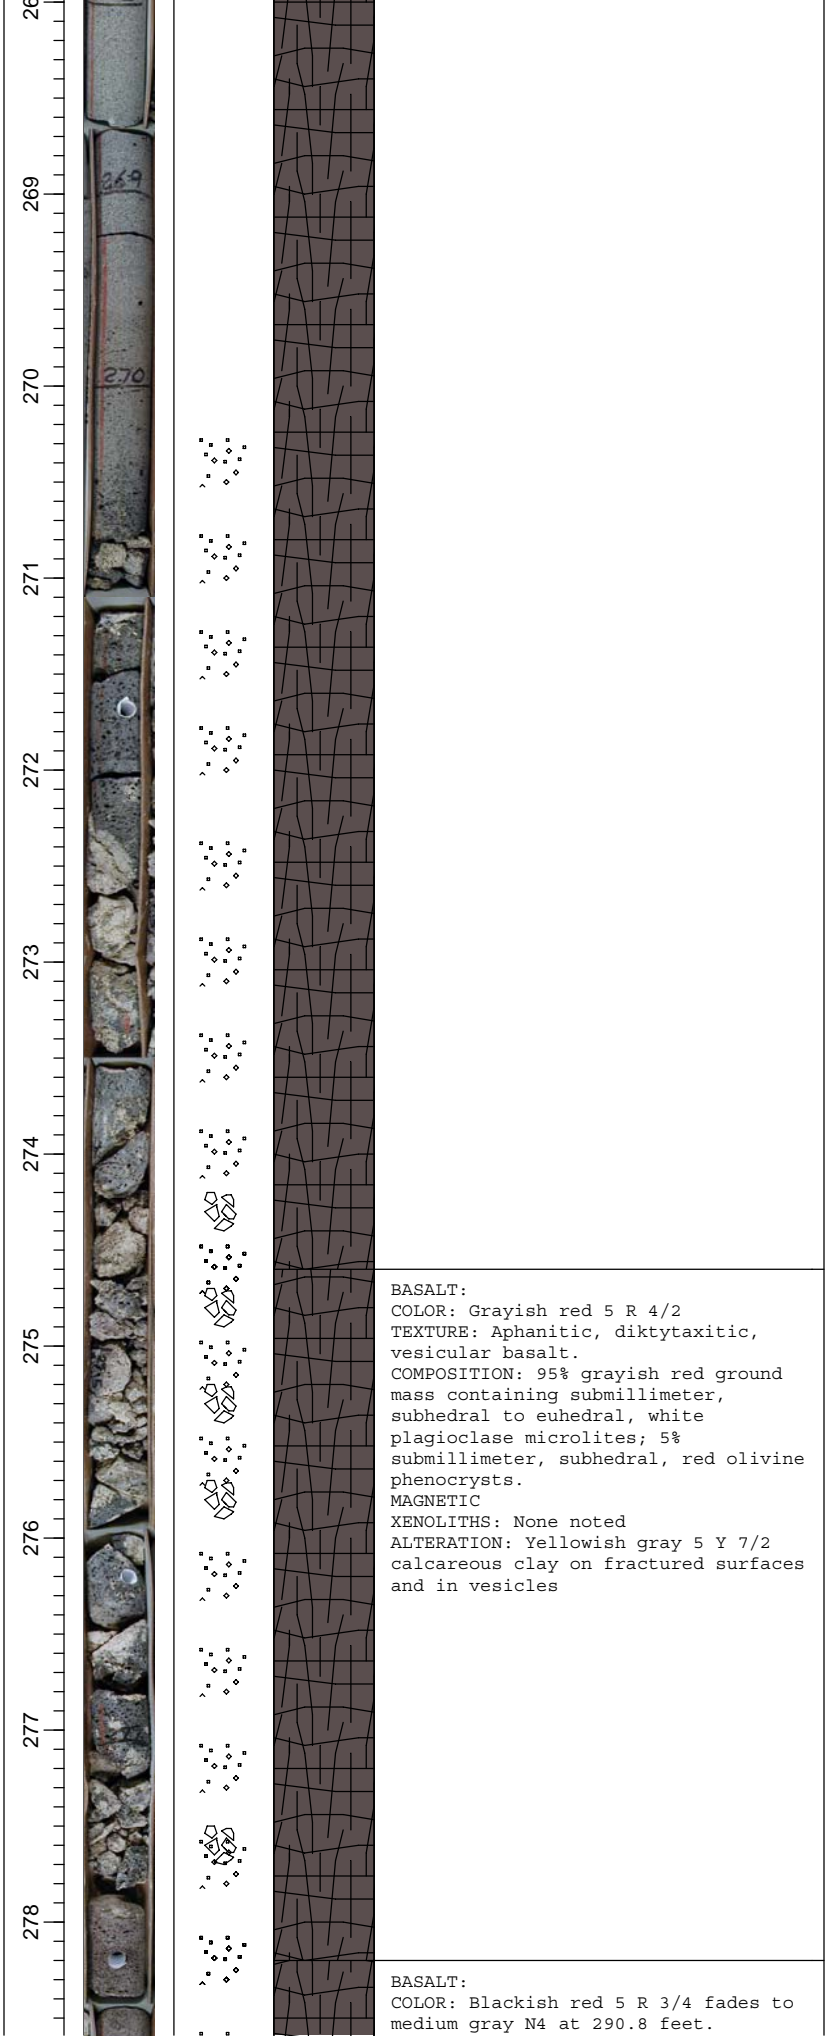 26
269
269
270
270
271
272
273
274
BASALT:
COLOR: Grayish red 5 R 4/2
TEXTURE: Aphanitic, diktytaxitic,
vesicular basalt.
COMPOSITION: 95% grayish red ground
mass containing submillimeter,
subhedral to euhedral, white
plagioclase microlites; 5%
submillimeter, subhedral, red olivine
phenocrysts.
MAGNETIC
XENOLITHS: None noted
ALTERATION: Yellowish gray 5 Y 7/2
calcareous clay on fractured surfaces
and in vesicles
275
276
277
278
BASALT:
COLOR: Blackish red 5 R 3/4 fades to
medium gray N4 at 290.8 feet.